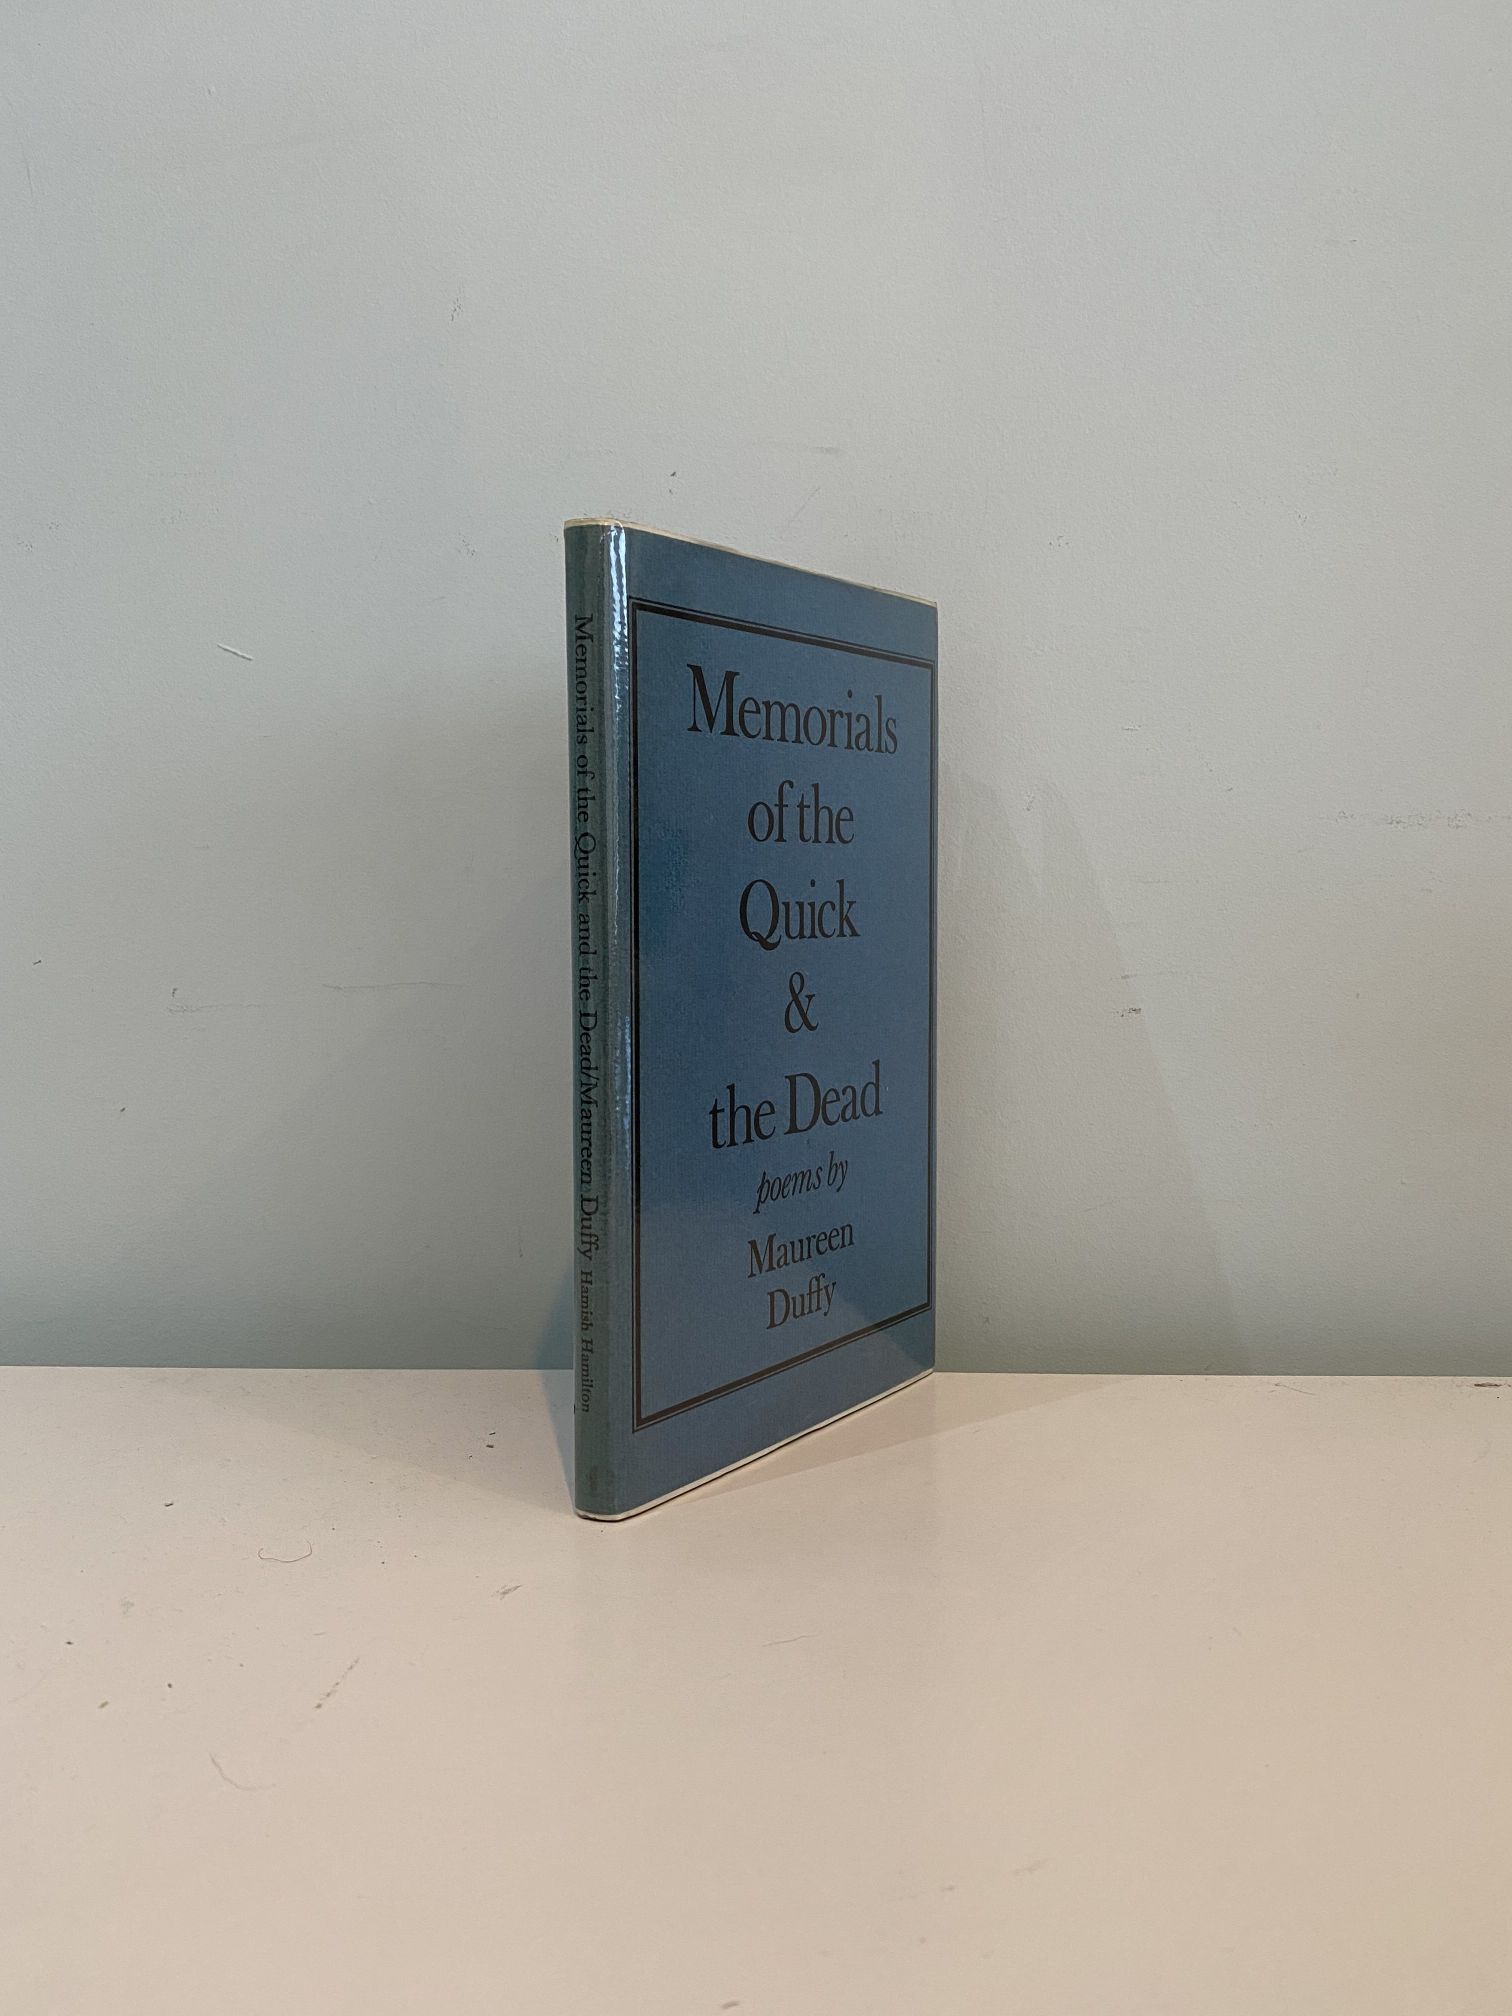 Memorials of the Quick and the Dead/Maureen Duffy Hamish Hamilton
Memorials
of the
Quick
&
the Dead
poems by
Maureen
Duffy